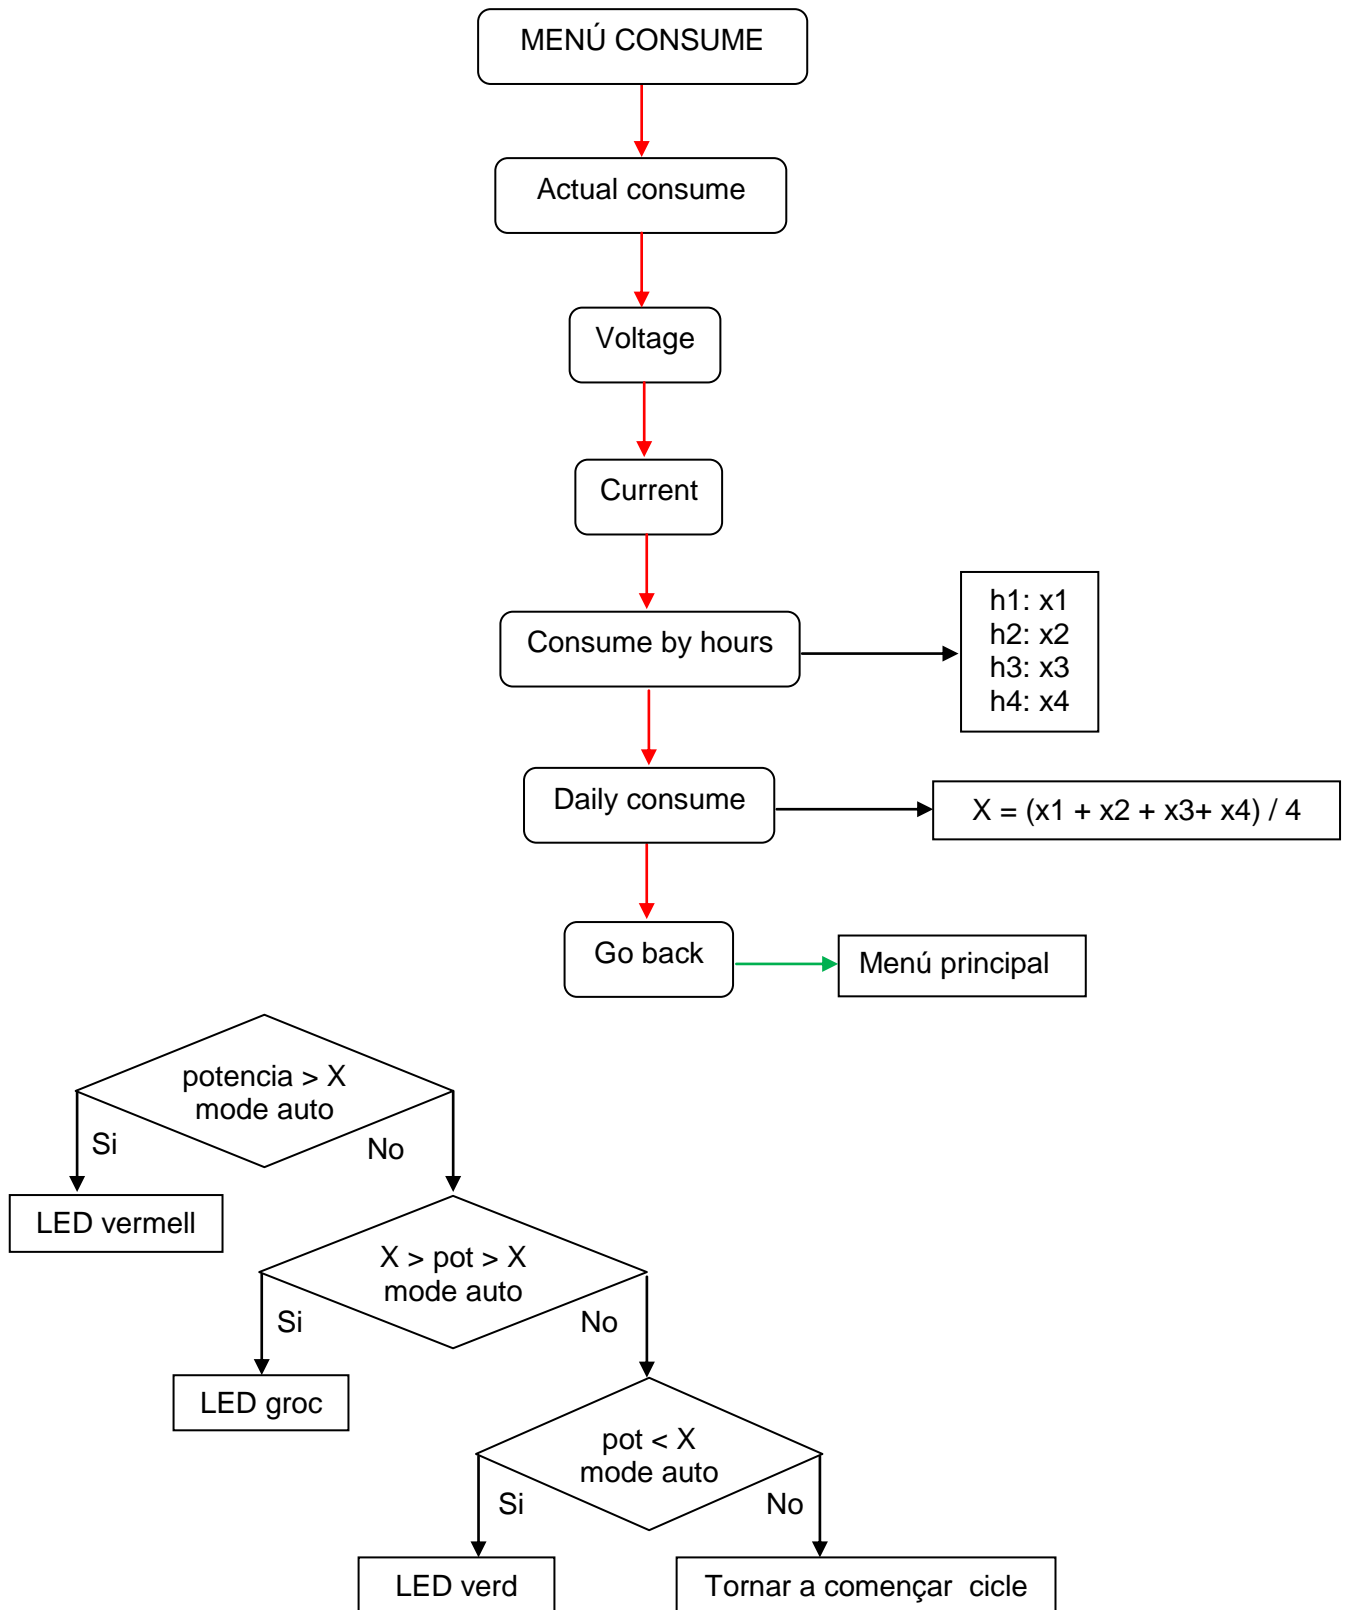 MENÚ CONSUME
Actual consume
Voltage
Current
Consume by hours
h1: x1
h2: x2
h3: x3
h4: x4
Daily consume
X = (x1 + x2 + x3+ x4) / 4
Go back
Menú principal
potencia > X
mode auto
Si
No
LED vermell
X > pot > X
mode auto
Si
No
LED groc
pot < X
mode auto
Si
No
LED verd
Tornar a començar  cicle